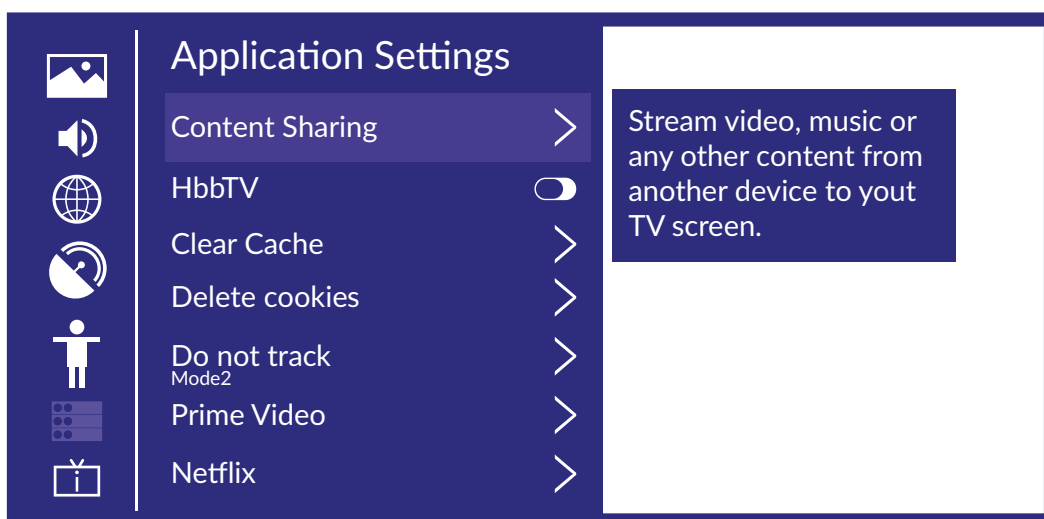 Application Settings
Content Sharing
Stream video, music or
any other content from
another device to yout
TV screen.
HbbTV
Clear Cache
Delete cookies
Do not track
Mode2
Prime Video
Netflix
i